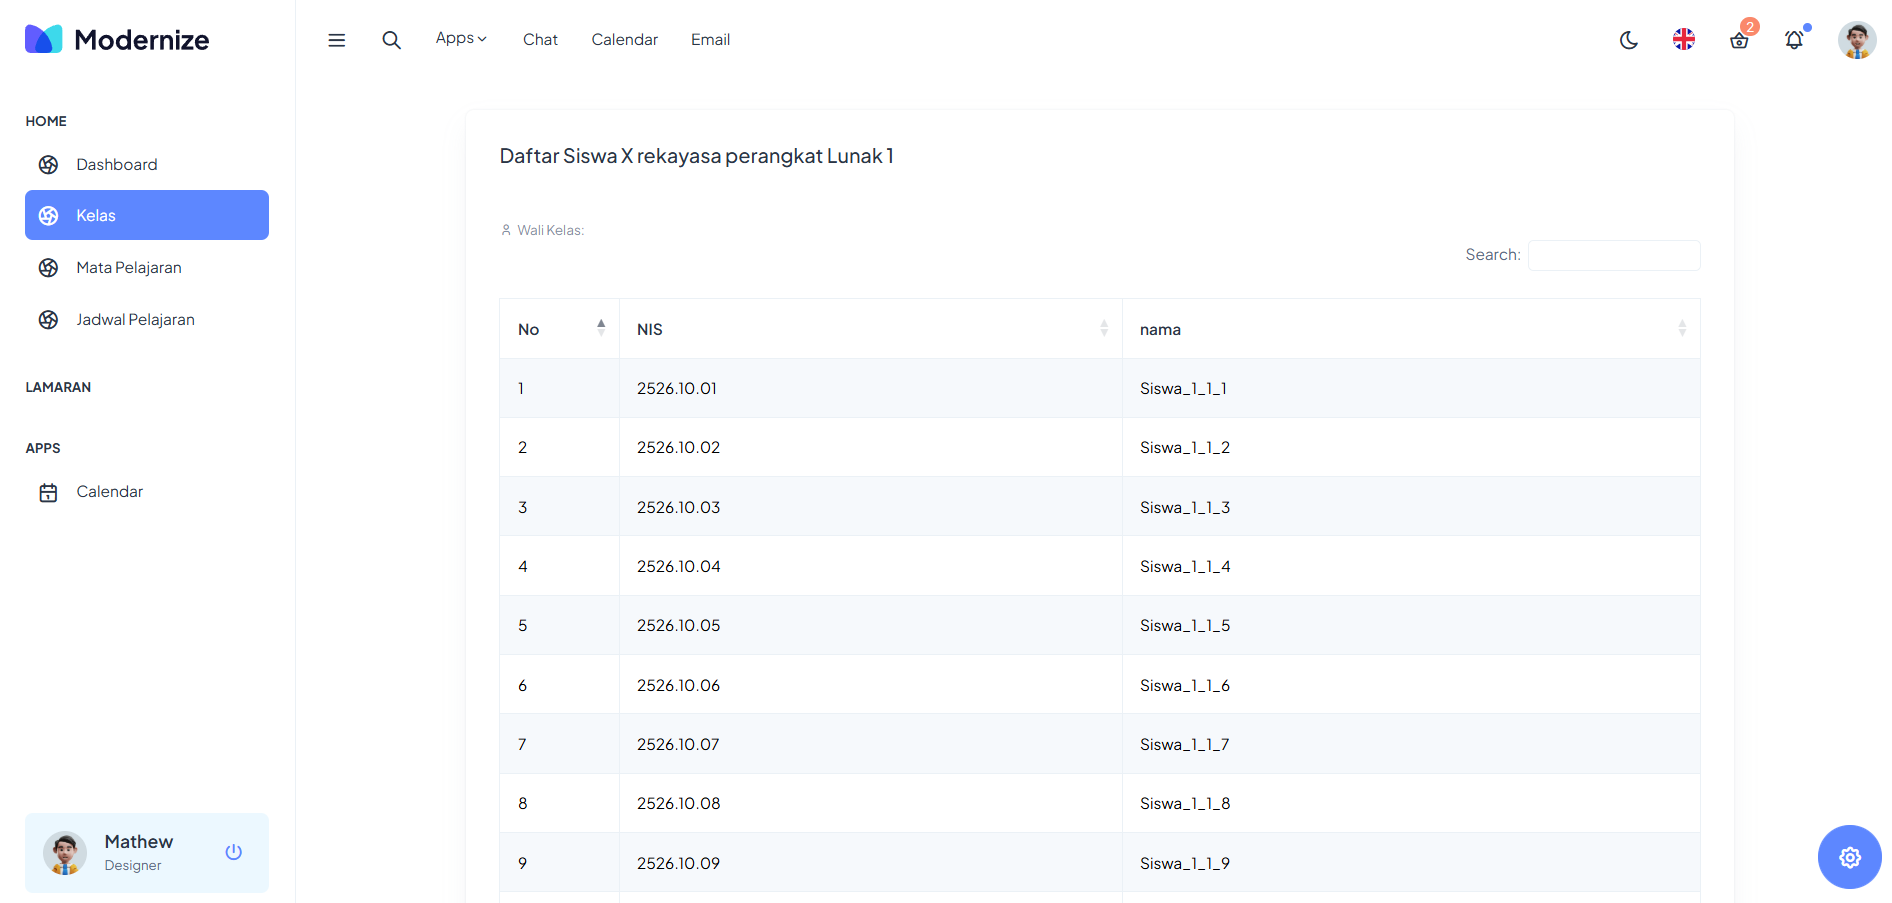 Modernize
Apps Chat Calendar Email
2
HOME
Dashboard
Kelas
Mata Pelajaran
Jadwal Pelajaran
LAMARAN
APPS
Calendar
Mathew
Designer
Daftar Siswa X rekayasa perangkat Lunak 1
Wali Kelas:
Search:
No NIS nama
1 2526.10.01 Siswa_1_1_1
2 2526.10.02 Siswa_1_1_2
3 2526.10.03 Siswa_1_1_3
4 2526.10.04 Siswa_1_1_4
5 2526.10.05 Siswa_1_1_5
6 2526.10.06 Siswa_1_1_6
7 2526.10.07 Siswa_1_1_7
8 2526.10.08 Siswa_1_1_8
9 2526.10.09 Siswa_1_1_9